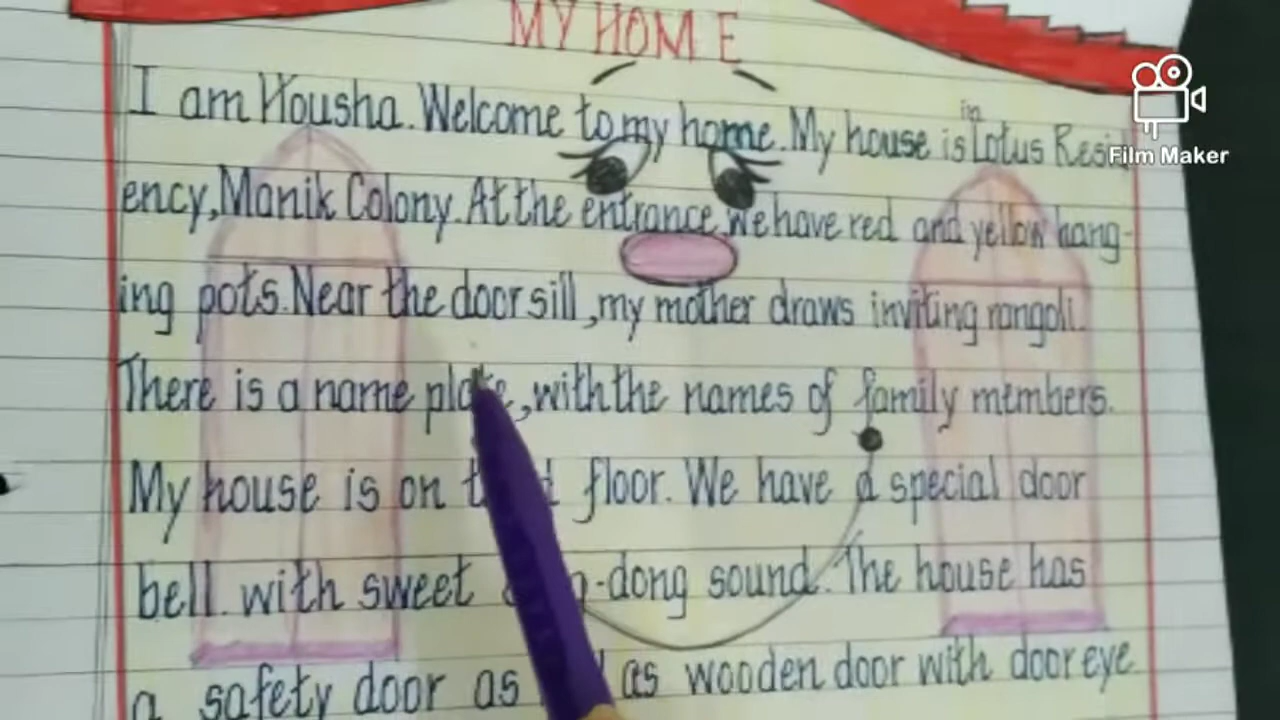 MY HOME
I am Housha. Welcome to my home. My house is in Lotus Resid
ency, Manik Colony. At the entrance, we have red and yellow hang-
ing pots. Near the door sill, my mother draws inviting rangoli.
There is a name plate, with the names of family members.
My house is on floor. We have a special door
bell. with sweet -dong sound. The house has
a safety door as as wooden door with door eye
Film Maker